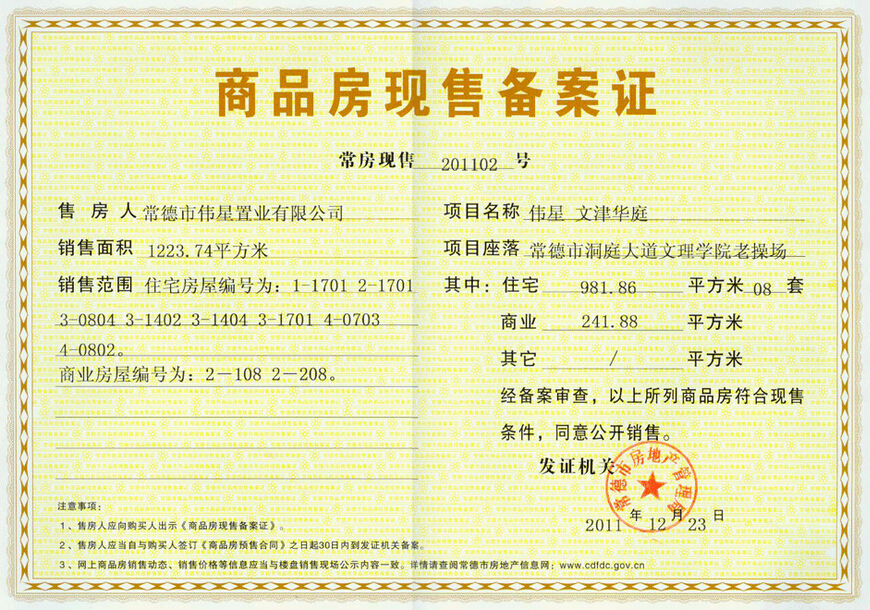 商品房现售备案证
常房现售 201102 号
售房人 常德市伟星置业有限公司
销售面积 1223.74平方米
销售范围 住宅房屋编号为：1-1701 2-1701
3-0804 3-1402 3-1404 3-1701 4-0703
4-0802。
商业房屋编号为：2－108 2－208。
项目名称 伟星 文津华庭
项目座落 常德市洞庭大道文理学院老操场
其中：住宅 981.86 平方米 08 套
商业 241.88 平方米
其它 / 平方米
经备案审查，以上所列商品房符合现售
条件，同意公开销售。
发证机关
常德市房地产管理局
2011 年 12 月 23 日
注意事项：
1、售房人应向购买人出示《商品房现售备案证》。
2、售房人应当自与购买人签订《商品房预售合同》之日起30日内到发证机关备案。
3、网上商品房销售动态、销售价格等信息应当与楼盘销售现场公示内容一致。详情请查阅常德市房地产信息网：www.cdfdc.gov.cn